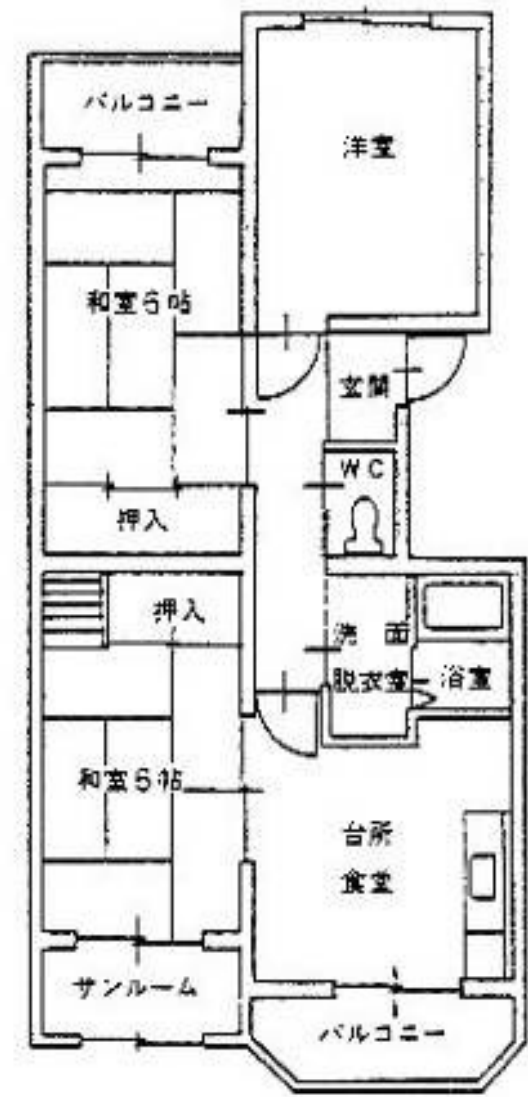 バルコニー
洋室
和室6帖
玄関
WC
押入
押入
洗面
脱衣室
浴室
和室6帖
台所
食堂
サンルーム
バルコニー